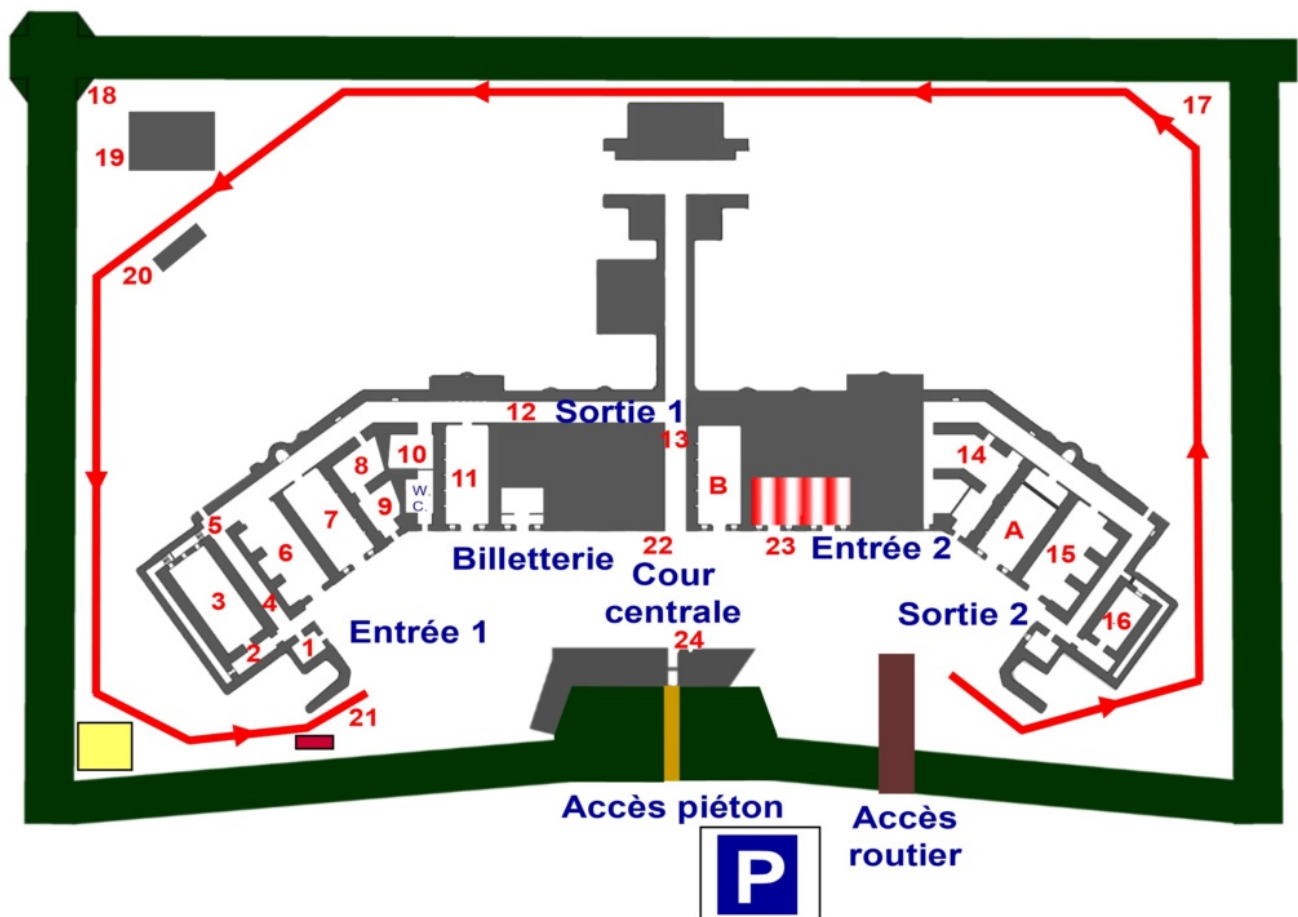 18
17
19
20
12
Sortie 1
13
10
8
14
11
B
W.
C.
9
7
5
A
6
15
22
23
Entrée 2
Billetterie
Cour
centrale
3
4
Sortie 2
16
Entrée 1
1
2
24
21
Accès piéton
Accès
routier
P